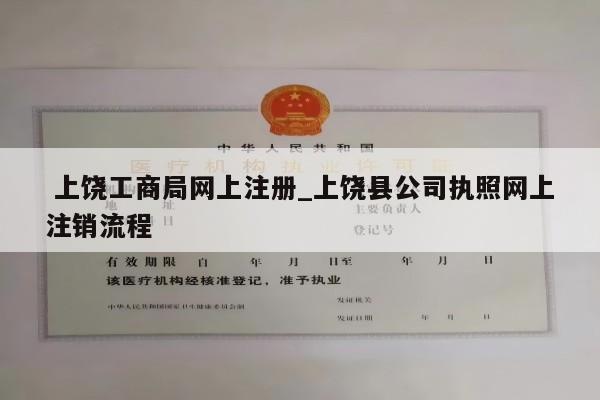 中华人民共和国
医疗机构执业许可证
上饶工商局网上注册_上饶县公司执照网上
注销流程
地 址
主要负责人
登记号
有效期限 自 年 月 日至 年 月 日
该医疗机构经核准登记，准予执业
中华人民共和国国家卫生健康委员会制
发证机关
发证日期 年 月 日